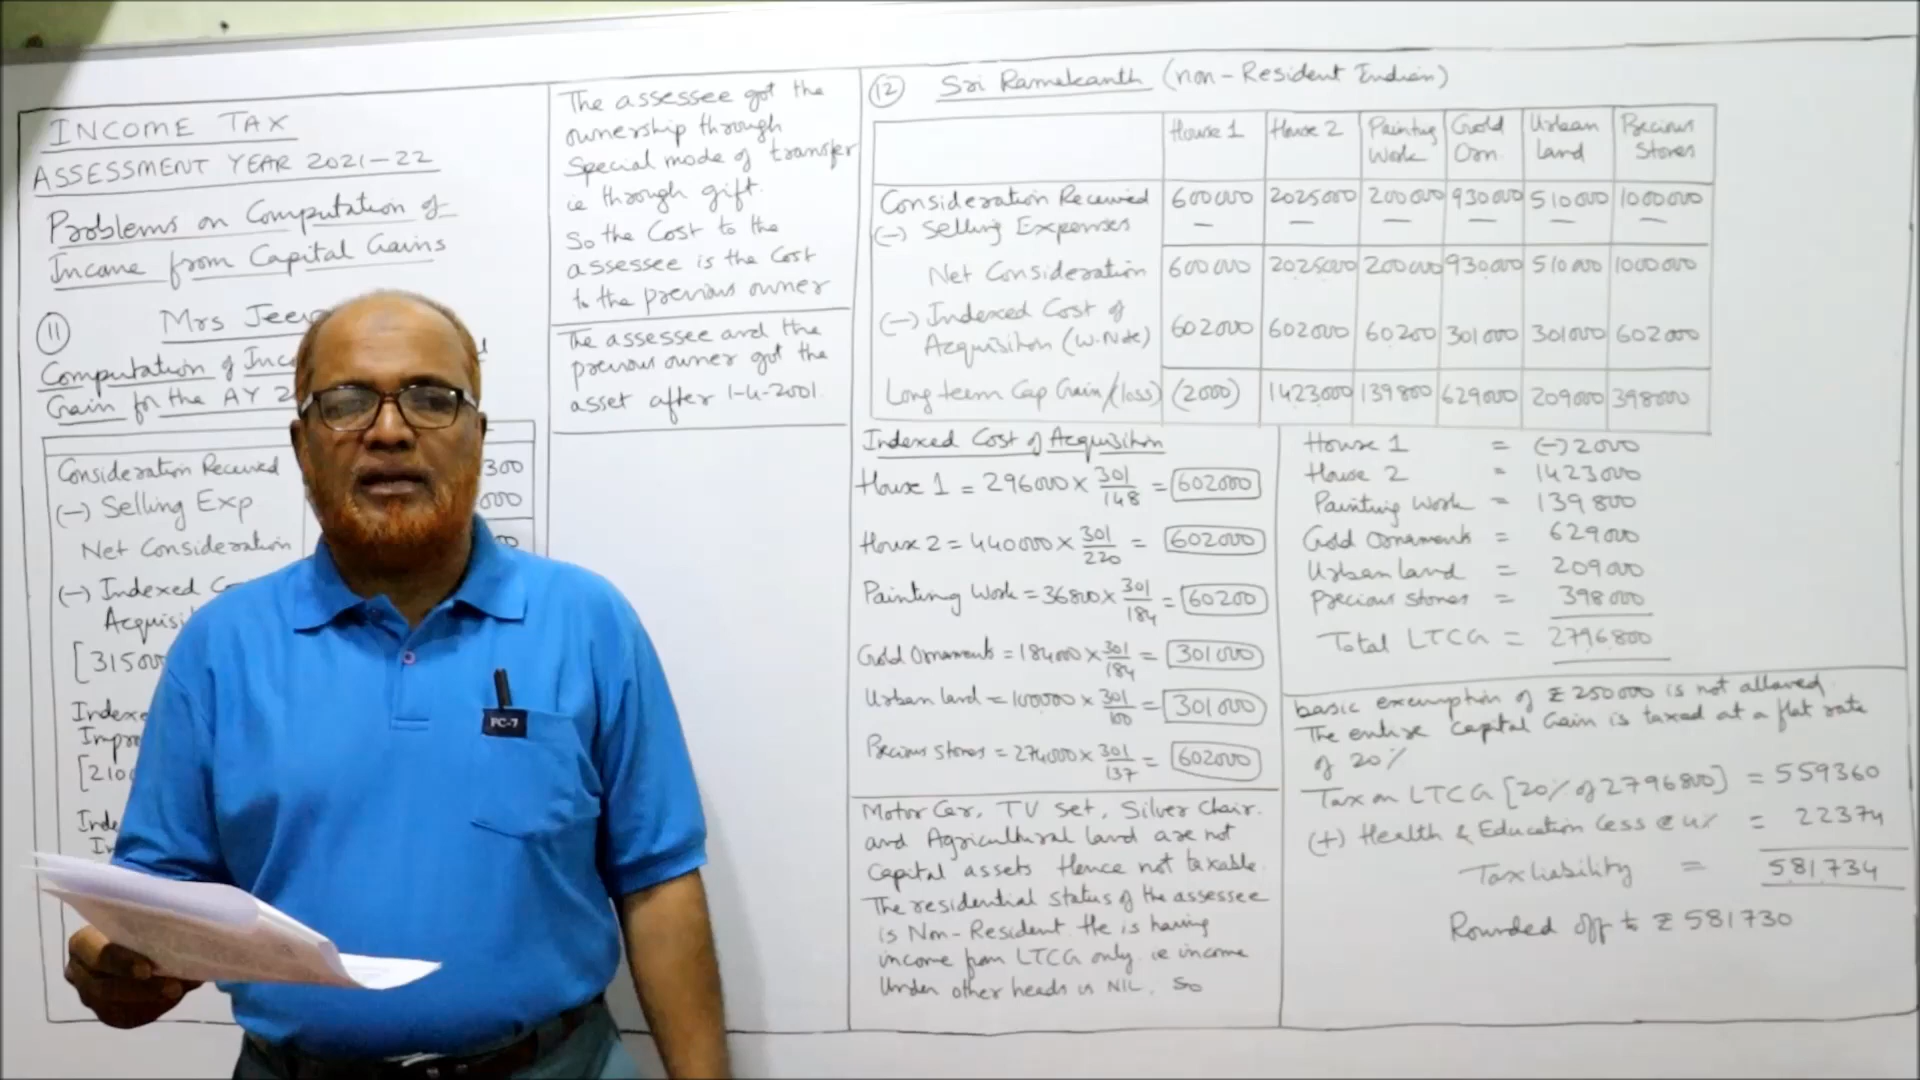 INCOME TAX
ASSESSMENT YEAR 2021-22
Problems on Computation of
Income from Capital Gains
11 Mrs
Computation of
Gain for the AY
Consideration Received 300
(-) Selling Exp 000
Net Consideration
(-) Indexed
[
The assessee got the
ownership through
Special mode of transfer
ie through gift.
So the Cost to the
assessee is the Cost
to the previous owner
The assessee and the
previous owner got the
asset after 1-4-2001.
12 Sri Ramakanth (non-Resident Indian)
House 1 House 2 Painting Work Gold Orn. Urban Land Precious Stones
Consideration Received 600000 2025000 200000 930000 510000 1000000
(-) Selling Expenses — — — — — —
Net Consideration 600000 2025000 200000 930000 510000 1000000
(-) Indexed Cost of
Acquisition (W.Note) 602000 602000 60200 301000 301000 602000
Long term Cap Gain/(loss) (2000) 1423000 139800 629000 209000 398000
Indexed Cost of Acquisition
House 1 = 296000 × 301/148 = 602000
House 2 = 440000 × 301/220 = 602000
Painting Work = 36800 × 301/184 = 60200
Gold Ornaments = 184000 × 301/184 = 301000
Urban land = 100000 × 301/100 = 301000
Precious Stones = 274000 × 301/137 = 602000
Motor Car, TV set, Silver Chair
and Agricultural land are not
Capital assets Hence not taxable.
The residential status of the assessee
is Non-Resident. He is having
income from LTCG only. ie income
Under other heads is NIL. So
House 1 = (-) 2000
House 2 = 1423000
Painting Work = 139800
Gold Ornaments = 629000
Urban land = 209000
Precious stones = 398000
Total LTCG = 2796800
basic exemption of ₹ 250000 is not allowed.
The entire Capital Gain is taxed at a flat rate
of 20%
Tax on LTCG [20% of 2796800] = 559360
(+) Health & Education Cess @ 4% = 22374
Tax liability = 581734
Rounded off to ₹ 581730
FC-7